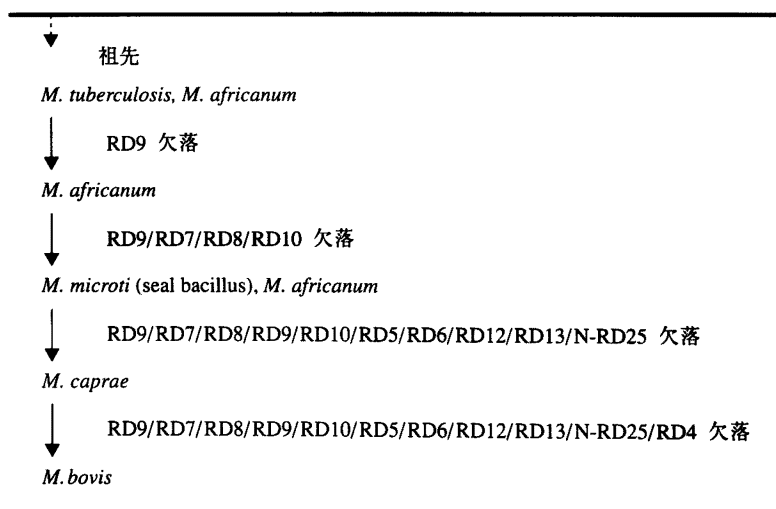 祖先
M. tuberculosis, M. africanum
RD9 欠落
M. africanum
RD9/RD7/RD8/RD10 欠落
M. microti (seal bacillus), M. africanum
RD9/RD7/RD8/RD9/RD10/RD5/RD6/RD12/RD13/N-RD25 欠落
M. caprae
RD9/RD7/RD8/RD9/RD10/RD5/RD6/RD12/RD13/N-RD25/RD4 欠落
M. bovis